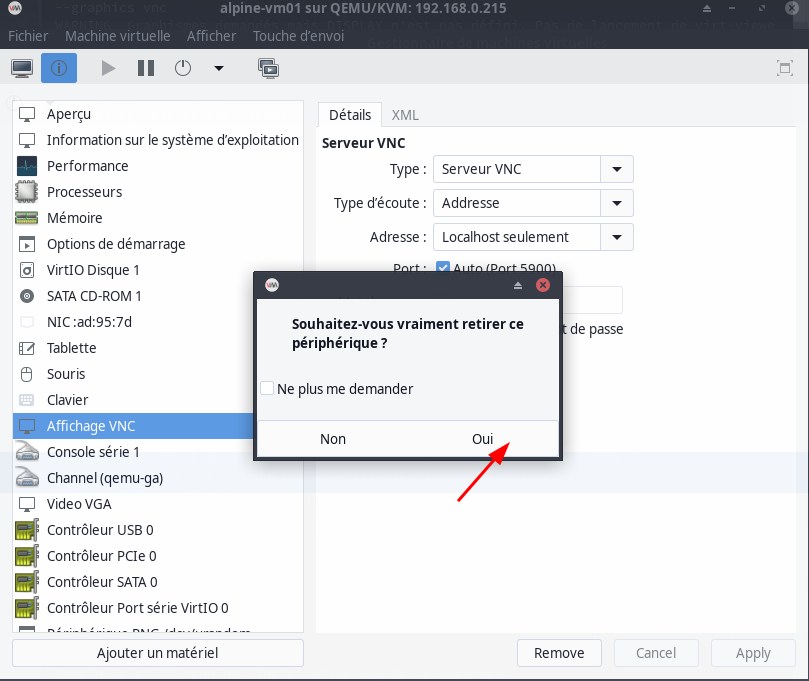 alpine-vm01 sur QEMU/KVM: 192.168.0.215
Fichier Machine virtuelle Afficher Touche d'envoi
Aperçu
Information sur le système d'exploitation
Performance
Processeurs
Mémoire
Options de démarrage
VirtIO Disque 1
SATA CD-ROM 1
NIC :ad:95:7d
Tablette
Souris
Clavier
Affichage VNC
Console série 1
Channel (qemu-ga)
Video VGA
Contrôleur USB 0
Contrôleur PCIe 0
Contrôleur SATA 0
Contrôleur Port série VirtIO 0
Périphérique RNG /dev/urandom
Ajouter un matériel
Détails XML
Serveur VNC
Type : Serveur VNC
Type d'écoute : Addresse
Adresse : Localhost seulement
Port : Auto (Port 5900)
t de passe
Souhaitez-vous vraiment retirer ce
périphérique ?
Ne plus me demander
Non Oui
Remove Cancel Apply